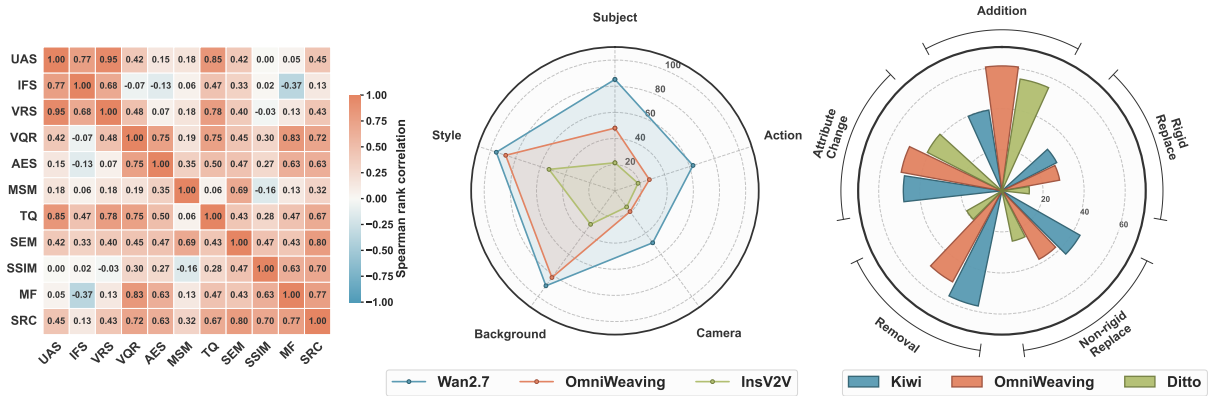 UAS 1.00 0.77 0.95 0.42 0.15 0.18 0.85 0.42 0.00 0.05 0.45
IFS 0.77 1.00 0.68 -0.07 -0.13 0.06 0.47 0.33 0.02 -0.37 0.13
VRS 0.95 0.68 1.00 0.48 0.07 0.18 0.78 0.40 -0.03 0.13 0.43
VQR 0.42 -0.07 0.48 1.00 0.75 0.19 0.75 0.45 0.30 0.83 0.72
AES 0.15 -0.13 0.07 0.75 1.00 0.35 0.50 0.47 0.27 0.63 0.63
MSM 0.18 0.06 0.18 0.19 0.35 1.00 0.06 0.69 -0.16 0.13 0.32
TQ 0.85 0.47 0.78 0.75 0.50 0.06 1.00 0.43 0.28 0.47 0.67
SEM 0.42 0.33 0.40 0.45 0.47 0.69 0.43 1.00 0.47 0.43 0.80
SSIM 0.00 0.02 -0.03 0.30 0.27 -0.16 0.28 0.47 1.00 0.63 0.70
MF 0.05 -0.37 0.13 0.83 0.63 0.13 0.47 0.43 0.63 1.00 0.77
SRC 0.45 0.13 0.43 0.72 0.63 0.32 0.67 0.80 0.70 0.77 1.00
UAS IFS VRS VQR AES MSM TQ SEM SSIM MF SRC
1.00
0.75
0.50
0.25
0.00
−0.25
−0.50
−0.75
−1.00
Spearman rank correlation
Subject
Action
Camera
Background
Style
100
80
60
40
20
Wan2.7 OmniWeaving InsV2V
Addition
Rigid
Replace
Non-rigid
Replace
Removal
Attribute
Change
20
40
60
Kiwi OmniWeaving Ditto